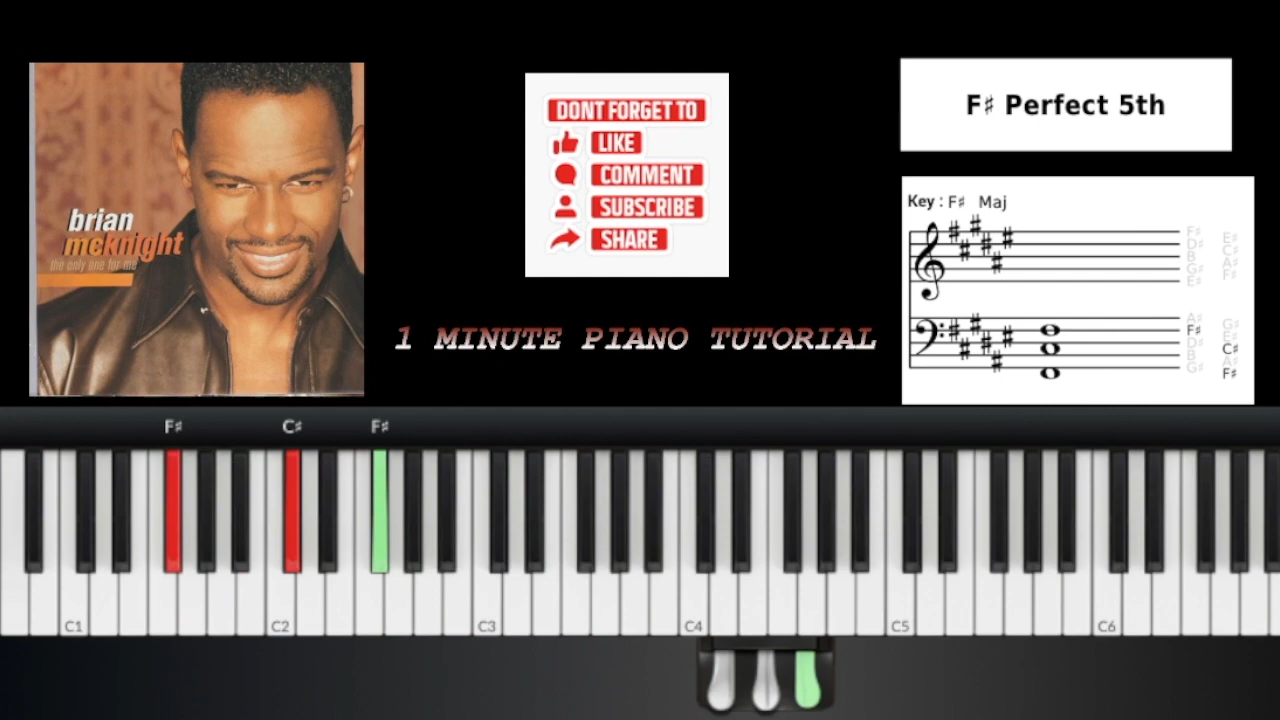 brian
mcknight
the only one for me
DONT FORGET TO
LIKE
COMMENT
SUBSCRIBE
SHARE
F♯ Perfect 5th
Key : F♯ Maj
F♯
D♯
B
G♯
E♯
E♯
C♯
A♯
F♯
A♯
F♯
D♯
B
G♯
G♯
E♯
C♯
A♯
F♯
1 MINUTE PIANO TUTORIAL
F♯ C♯ F♯
C1 C2 C3 C4 C5 C6